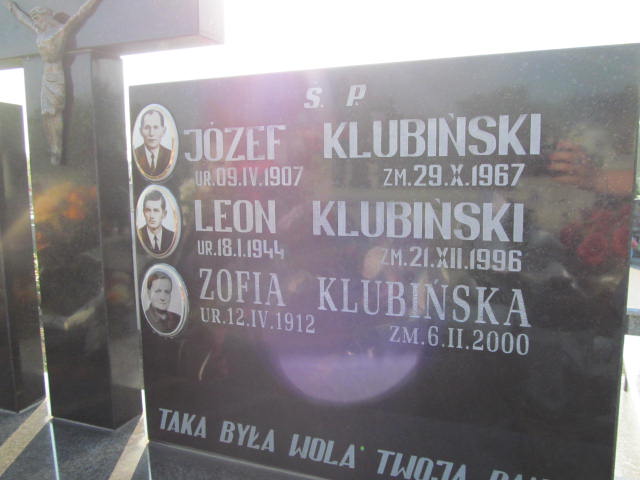 Ś. P.
JÓZEF KLUBIŃSKI
UR. 09. IV. 1907 ZM. 29. X. 1967
LEON KLUBIŃSKI
UR. 18. I. 1944 ZM. 21. XII. 1996
ZOFIA KLUBIŃSKA
UR. 12. IV. 1912 ZM. 6. II. 2000
TAKA BYŁA WOLA TWOJA